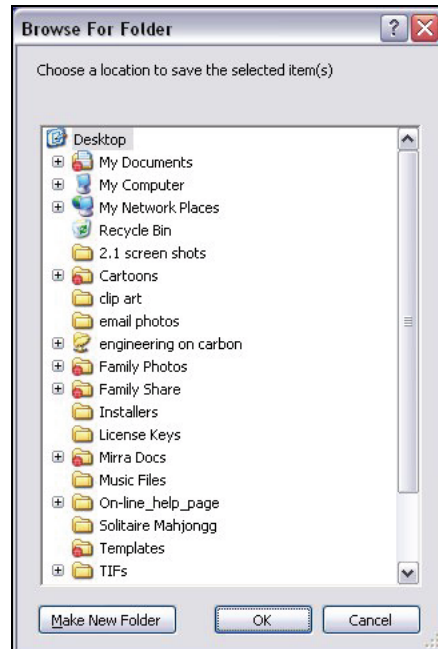 Browse For Folder
Choose a location to save the selected item(s)
Desktop
My Documents
My Computer
My Network Places
Recycle Bin
2.1 screen shots
Cartoons
clip art
email photos
engineering on carbon
Family Photos
Family Share
Installers
License Keys
Mirra Docs
Music Files
On-line_help_page
Solitaire Mahjongg
Templates
TIFs
Make New Folder OK Cancel